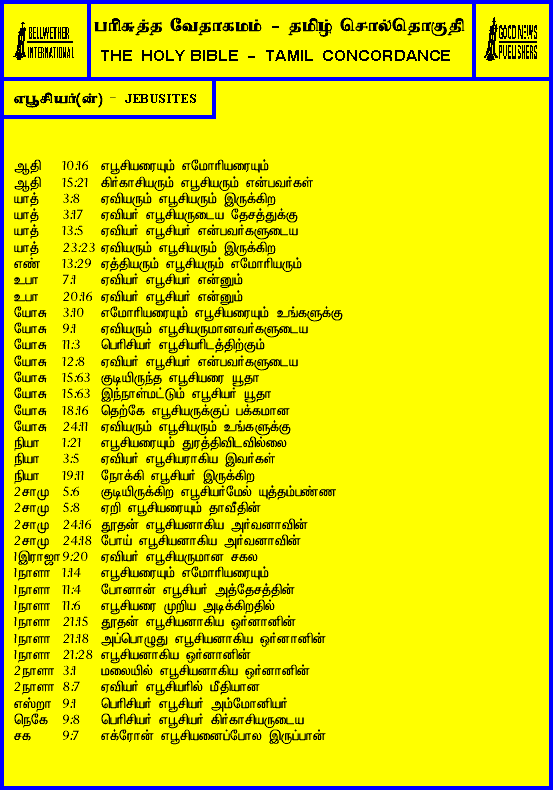 BELLWETHER
INTERNATIONAL
பரிசுத்த வேதாகமம் - தமிழ் சொல்தொகுதி
THE HOLY BIBLE - TAMIL CONCORDANCE
GOOD NEWS
PUBLISHERS
எபூசியர்(ன்) - JEBUSITES
ஆதி 10:16 எபூசியரையும் எமோரியரையும்
ஆதி 15:21 கிர்காசியரும் எபூசியரும் என்பவர்கள்
யாத் 3:8 ஏவியரும் எபூசியரும் இருக்கிற
யாத் 3:17 ஏவியர் எபூசியருடைய தேசத்துக்கு
யாத் 13:5 ஏவியர் எபூசியர் என்பவர்களுடைய
யாத் 23:23 ஏவியரும் எபூசியரும் இருக்கிற
எண் 13:29 ஏத்தியரும் எபூசியரும் எமோரியரும்
உபா 7:1 ஏவியர் எபூசியர் என்னும்
உபா 20:16 ஏவியர் எபூசியர் என்னும்
யோசு 3:10 எமோரியரையும் எபூசியரையும் உங்களுக்கு
யோசு 9:1 ஏவியரும் எபூசியருமானவர்களுடைய
யோசு 11:3 பெரிசியர் எபூசியரிடத்திற்கும்
யோசு 12:8 ஏவியர் எபூசியர் என்பவர்களுடைய
யோசு 15:63 குடியிருந்த எபூசியரை யூதா
யோசு 15:63 இந்நாள்மட்டும் எபூசியர் யூதா
யோசு 18:16 தெற்கே எபூசியருக்குப் பக்கமான
யோசு 24:11 ஏவியரும் எபூசியரும் உங்களுக்கு
நியா 1:21 எபூசியரையும் துரத்திவிடவில்லை
நியா 3:5 ஏவியர் எபூசியராகிய இவர்கள்
நியா 19:11 நோக்கி எபூசியர் இருக்கிற
2சாமு 5:6 குடியிருக்கிற எபூசியர்மேல் யுத்தம்பண்ண
2சாமு 5:8 ஏறி எபூசியரையும் தாவீதின்
2சாமு 24:16 தூதன் எபூசியனாகிய அர்வனாவின்
2சாமு 24:18 போய் எபூசியனாகிய அர்வனாவின்
1இராஜா 9:20 ஏவியர் எபூசியருமான சகல
1நாளா 1:14 எபூசியரையும் எமோரியரையும்
1நாளா 11:4 போனான் எபூசியர் அத்தேசத்தின்
1நாளா 11:6 எபூசியரை முறிய அடிக்கிறதில்
1நாளா 21:15 தூதன் எபூசியனாகிய ஒர்னானின்
1நாளா 21:18 அப்பொழுது எபூசியனாகிய ஒர்னானின்
1நாளா 21:28 எபூசியனாகிய ஒர்னானின்
2நாளா 3:1 மலையில் எபூசியனாகிய ஒர்னானின்
2நாளா 8:7 ஏவியர் எபூசியரில் மீதியான
எஸ்றா 9:1 பெரிசியர் எபூசியர் அம்மோனியர்
நெகே 9:8 பெரிசியர் எபூசியர் கிர்காசியருடைய
சக 9:7 எக்ரோன் எபூசியனைப்போல இருப்பான்